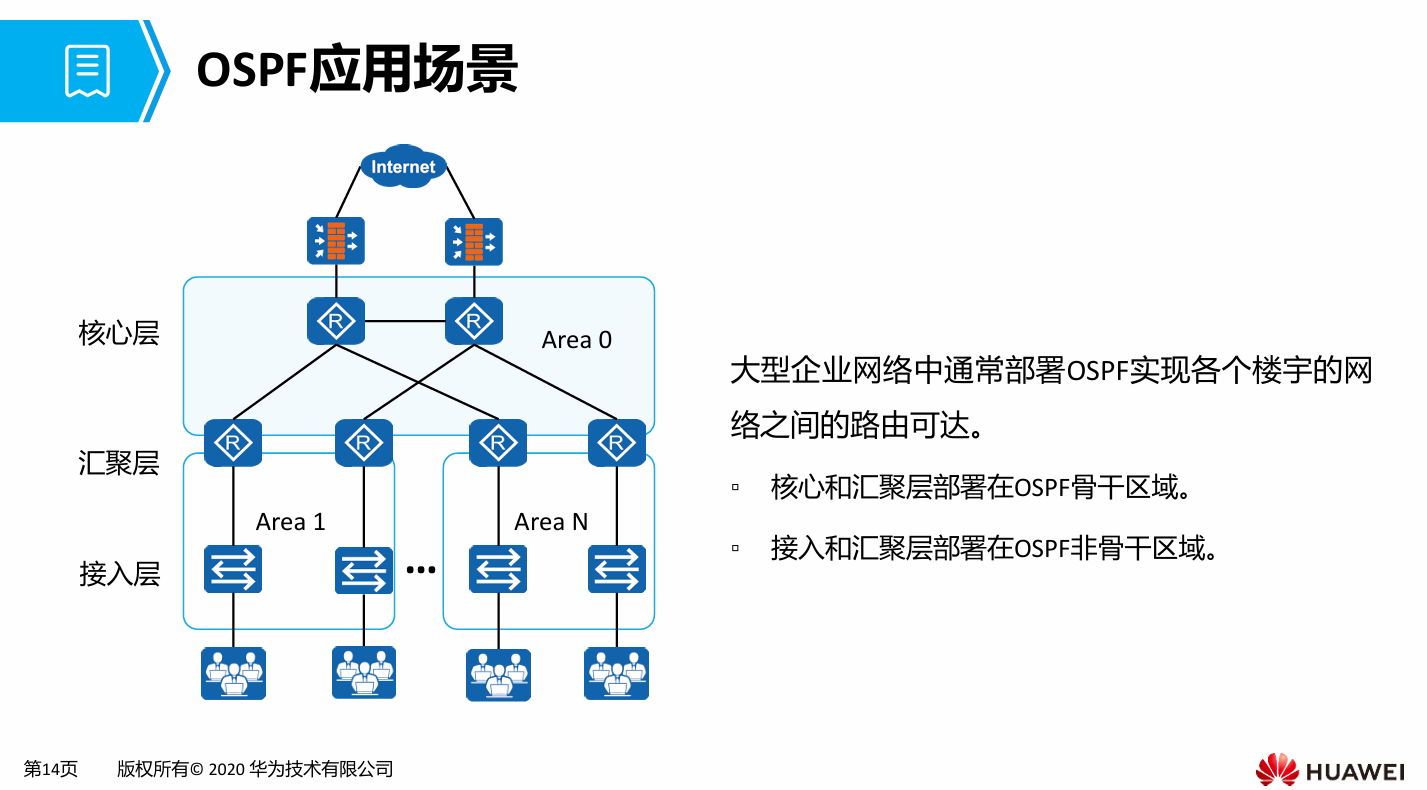 OSPF应用场景
Internet
R
R
核心层
Area 0
大型企业网络中通常部署OSPF实现各个楼宇的网
络之间的路由可达。
R
R
R
R
汇聚层
▫ 核心和汇聚层部署在OSPF骨干区域。
Area 1
Area N
▫ 接入和汇聚层部署在OSPF非骨干区域。
接入层
...
第14页
版权所有© 2020 华为技术有限公司
HUAWEI